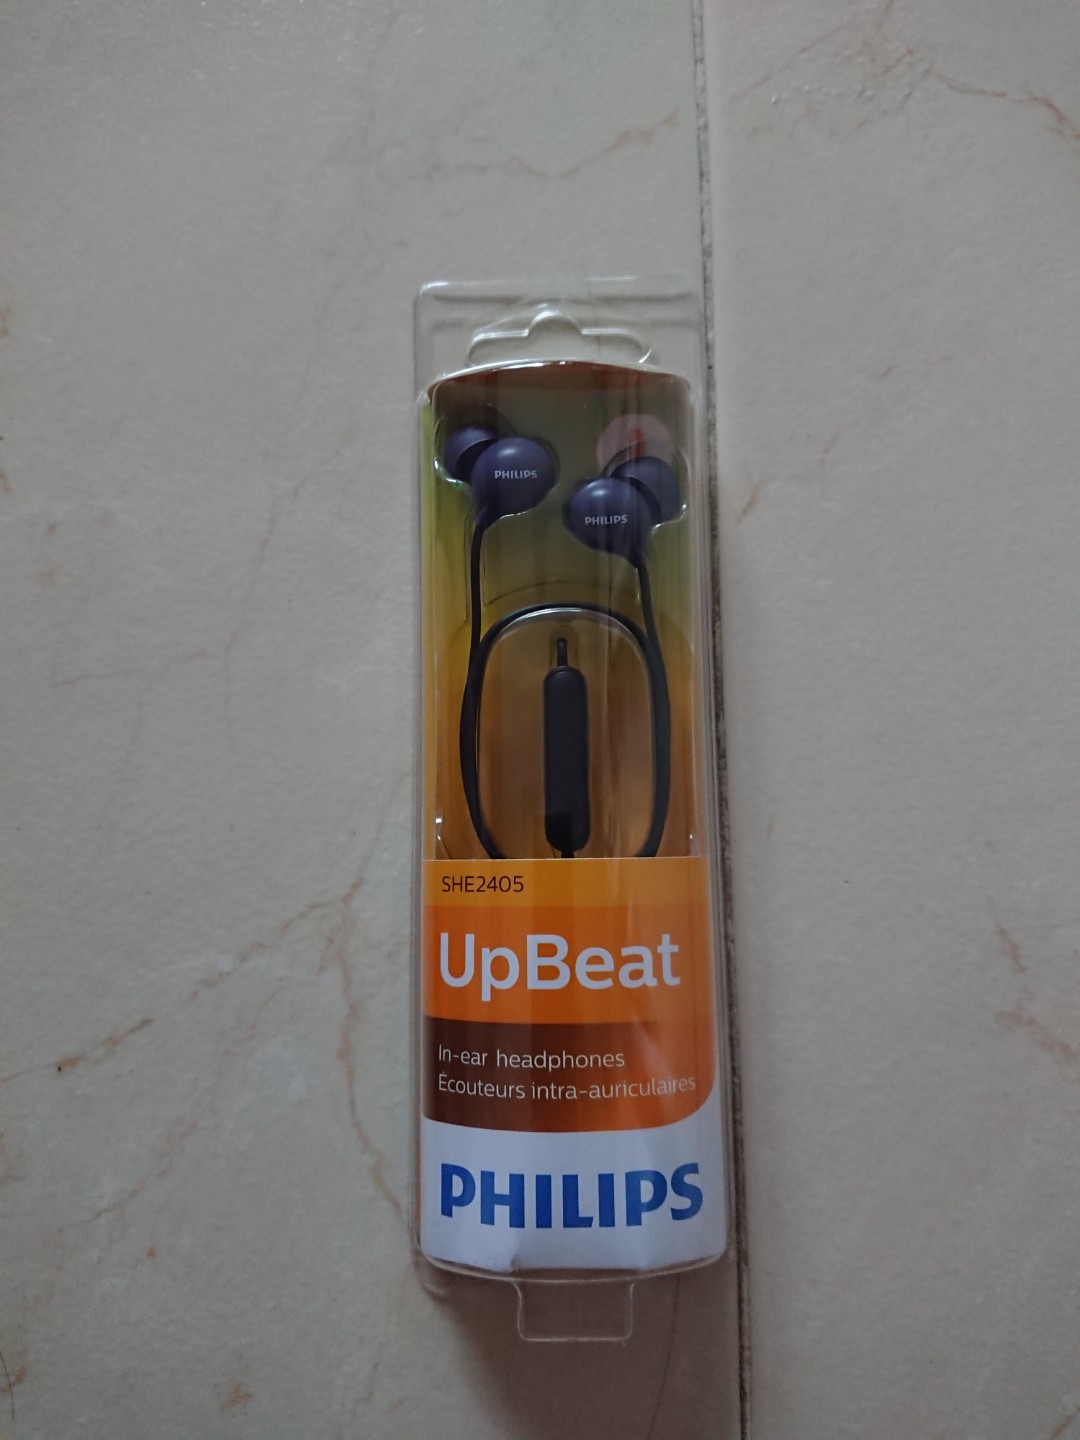 PHILIPS
PHILIPS
SHE2405
UpBeat
In-ear headphones
Écouteurs intra-auriculaires
PHILIPS